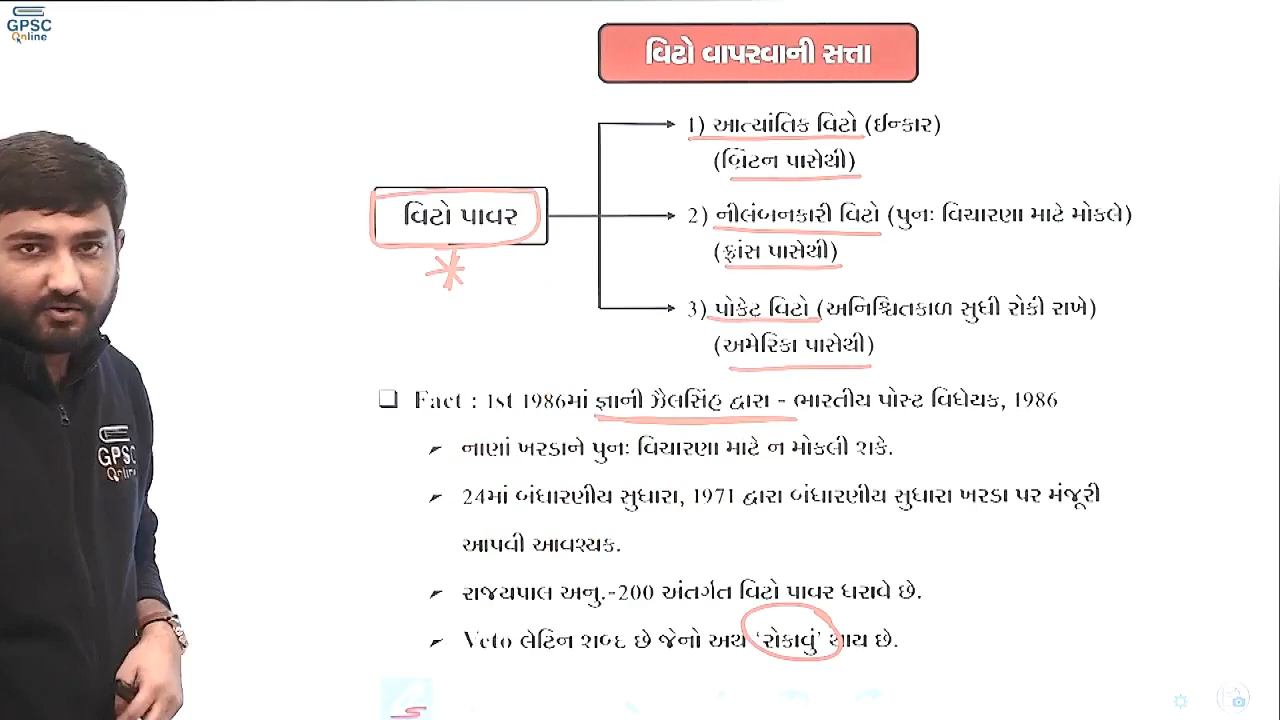 GPSC
Online
વિટો વાપરવાની સત્તા
1) આત્યાંતિક વિટો (ઈન્કાર)
(બ્રિટન પાસેથી)
વિટો પાવર
2) નીલંબનકારી વિટો (પુનઃ વિચારણા માટે મોકલે)
(ફ્રાંસ પાસેથી)
3) પોકેટ વિટો (અનિશ્ચિતકાળ સુધી રોકી રાખે)
(અમેરિકા પાસેથી)
Fact : 1st 1986માં જ્ઞાની ઝૈલસિંહ દ્વારા - ભારતીય પોસ્ટ વિધેયક, 1986
નાણાં ખરડાને પુનઃ વિચારણા માટે ન મોકલી શકે.
24માં બંધારણીય સુધારા, 1971 દ્વારા બંધારણીય સુધારા ખરડા પર મંજૂરી
આપવી આવશ્યક.
રાજ્યપાલ અનુ.-200 અંતર્ગત વિટો પાવર ધરાવે છે.
Veto લેટિન શબ્દ છે જેનો અર્થ 'રોકાવું' થાય છે.
GPSC
Online